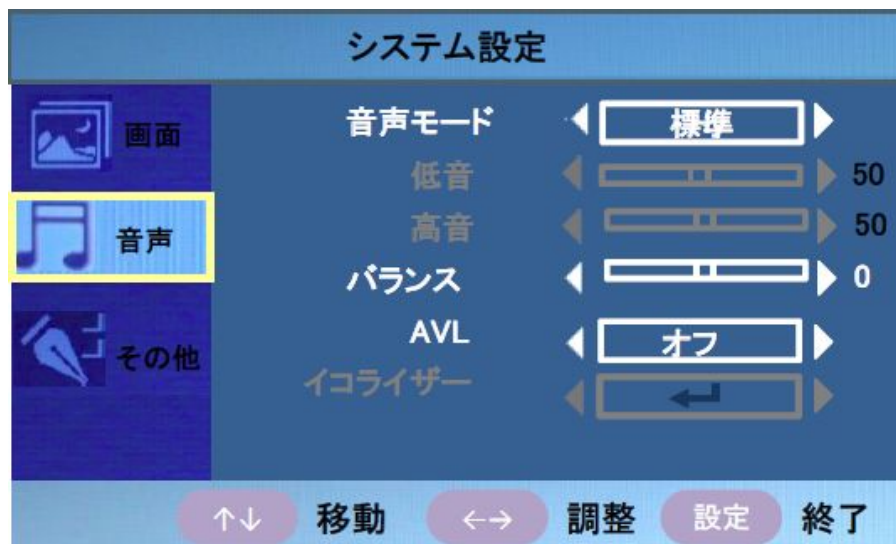 システム設定
画面
音声
その他
音声モード 標準
低音 50
高音 50
バランス 0
AVL オフ
イコライザー
↑↓ 移動 ←→ 調整 設定 終了